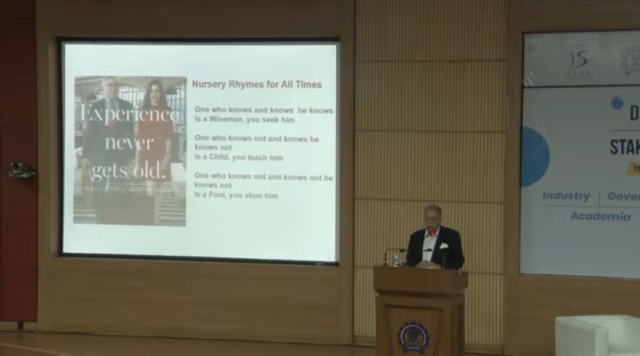 Nursery Rhymes for All Times
Experience
never
gets old.
One who knows and knows he knows
Is a Wiseman, you seek him
One who knows not and knows he
knows not
Is a Child, you teach him
One who knows not and knows not he
knows not
Is a Fool, you shun him
15
D
STAK
Industry | Gove
Academia